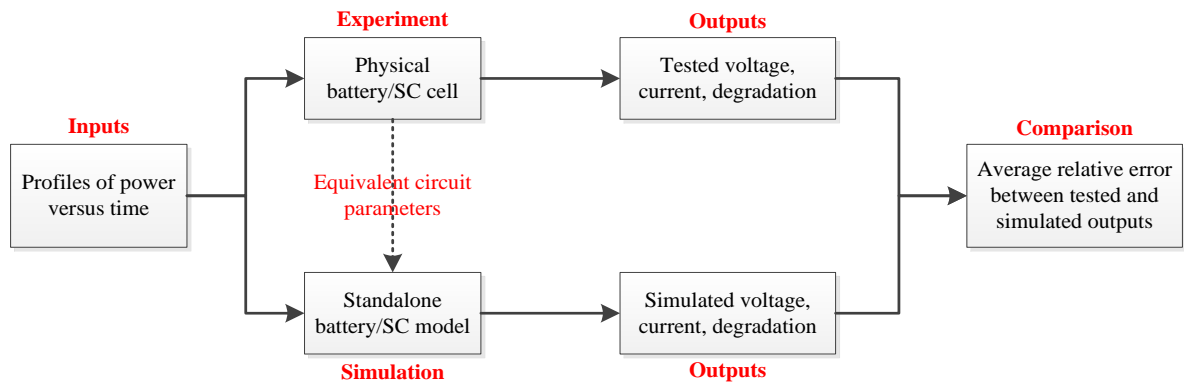 Inputs
Profiles of power
versus time
Experiment
Physical
battery/SC cell
Equivalent circuit
parameters
Standalone
battery/SC model
Simulation
Outputs
Tested voltage,
current, degradation
Simulated voltage,
current, degradation
Outputs
Comparison
Average relative error
between tested and
simulated outputs